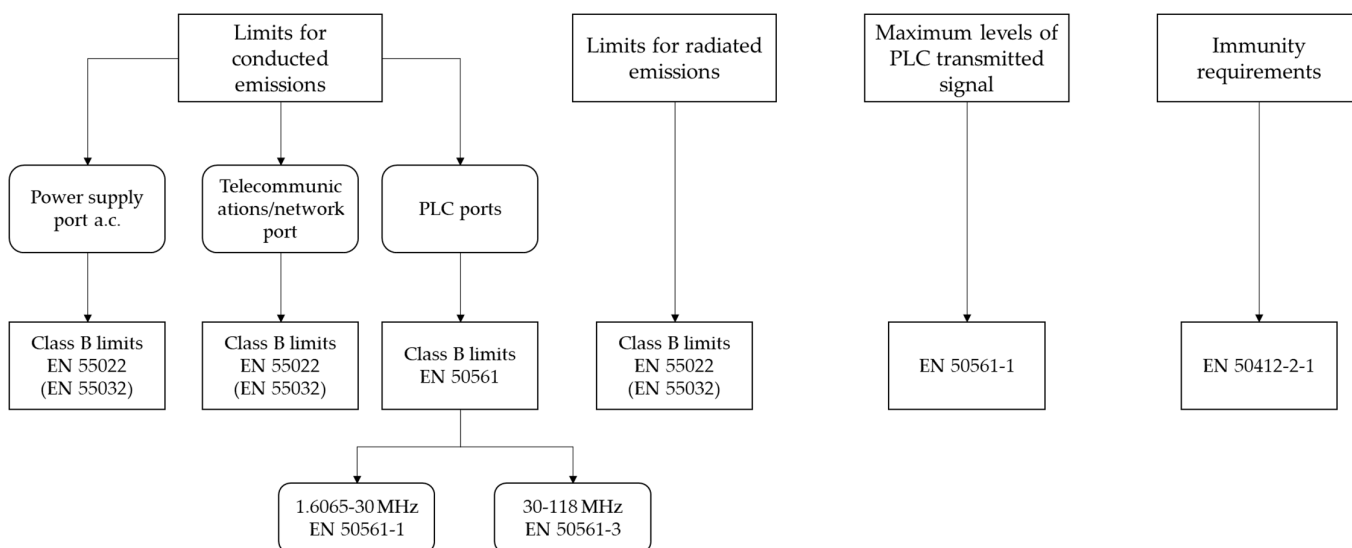 Limits for
conducted
emissions
Limits for radiated
emissions
Maximum levels of
PLC transmitted
signal
Immunity
requirements
Power supply
port a.c.
Telecommunic
ations/network
port
PLC ports
Class B limits
EN 55022
(EN 55032)
Class B limits
EN 55022
(EN 55032)
Class B limits
EN 50561
Class B limits
EN 55022
(EN 55032)
EN 50561-1
EN 50412-2-1
1.6065-30 MHz
EN 50561-1
30-118 MHz
EN 50561-3